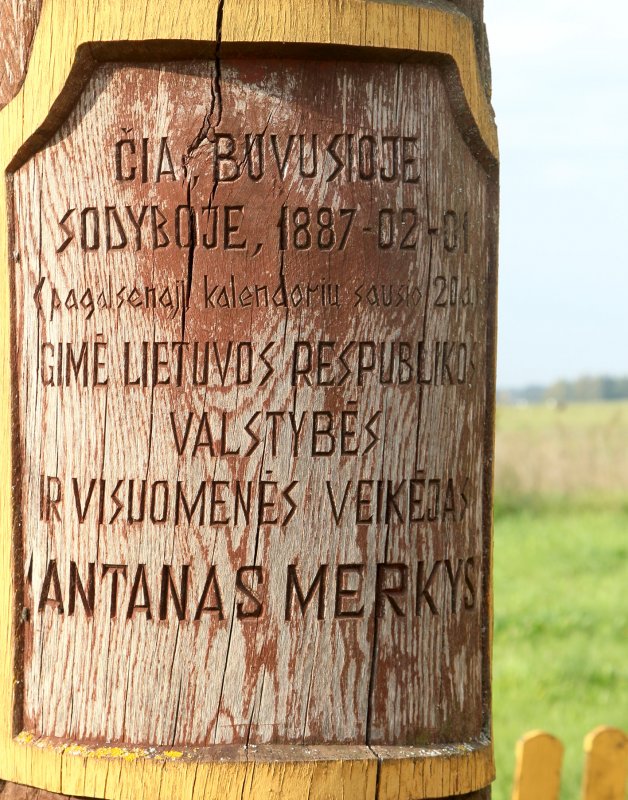 ČIA, BUVUSIOJE
SODYBOJE, 1887-02-01
(pagal senąjį kalendorių sausio 20d.)
GIMĖ LIETUVOS RESPUBLIKOS
VALSTYBĖS
IR VISUOMENĖS VEIKĖJAS
ANTANAS MERKYS